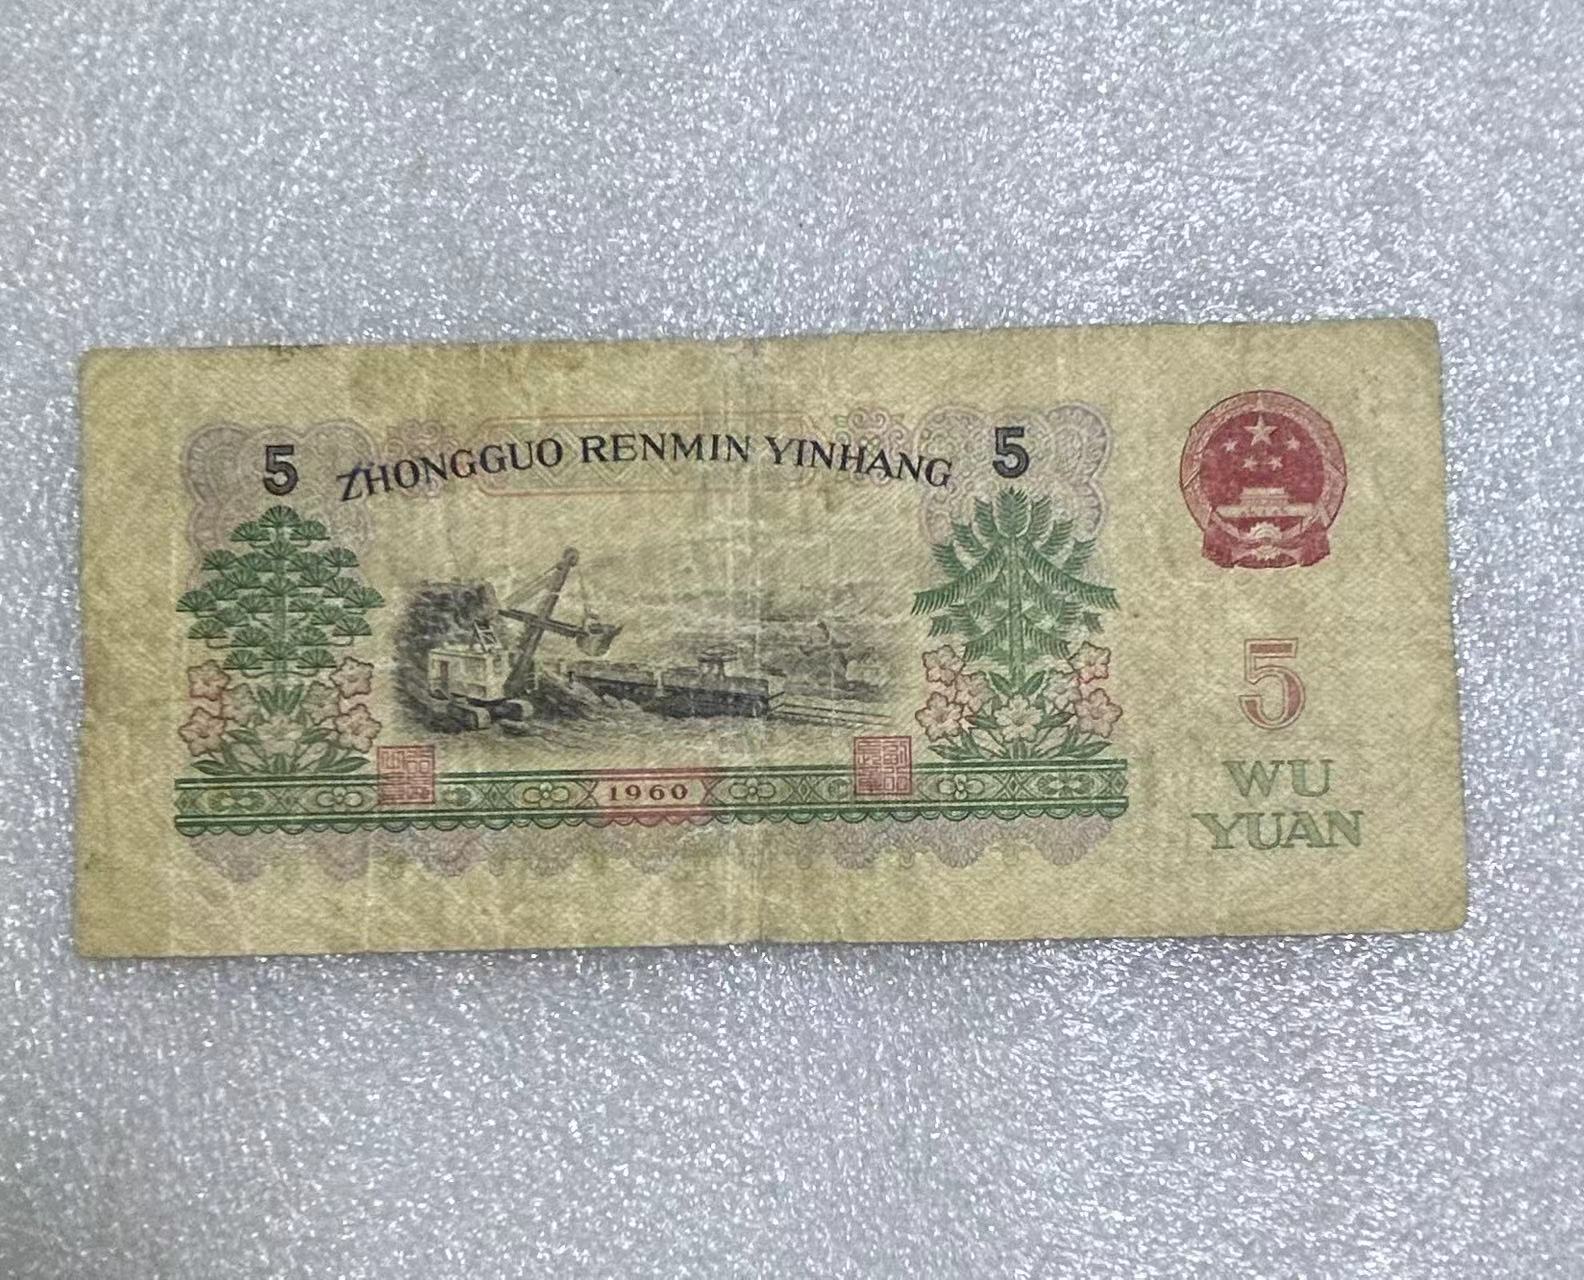 5 ZHONGGUO RENMIN YINHANG 5
5
WU
YUAN
1960